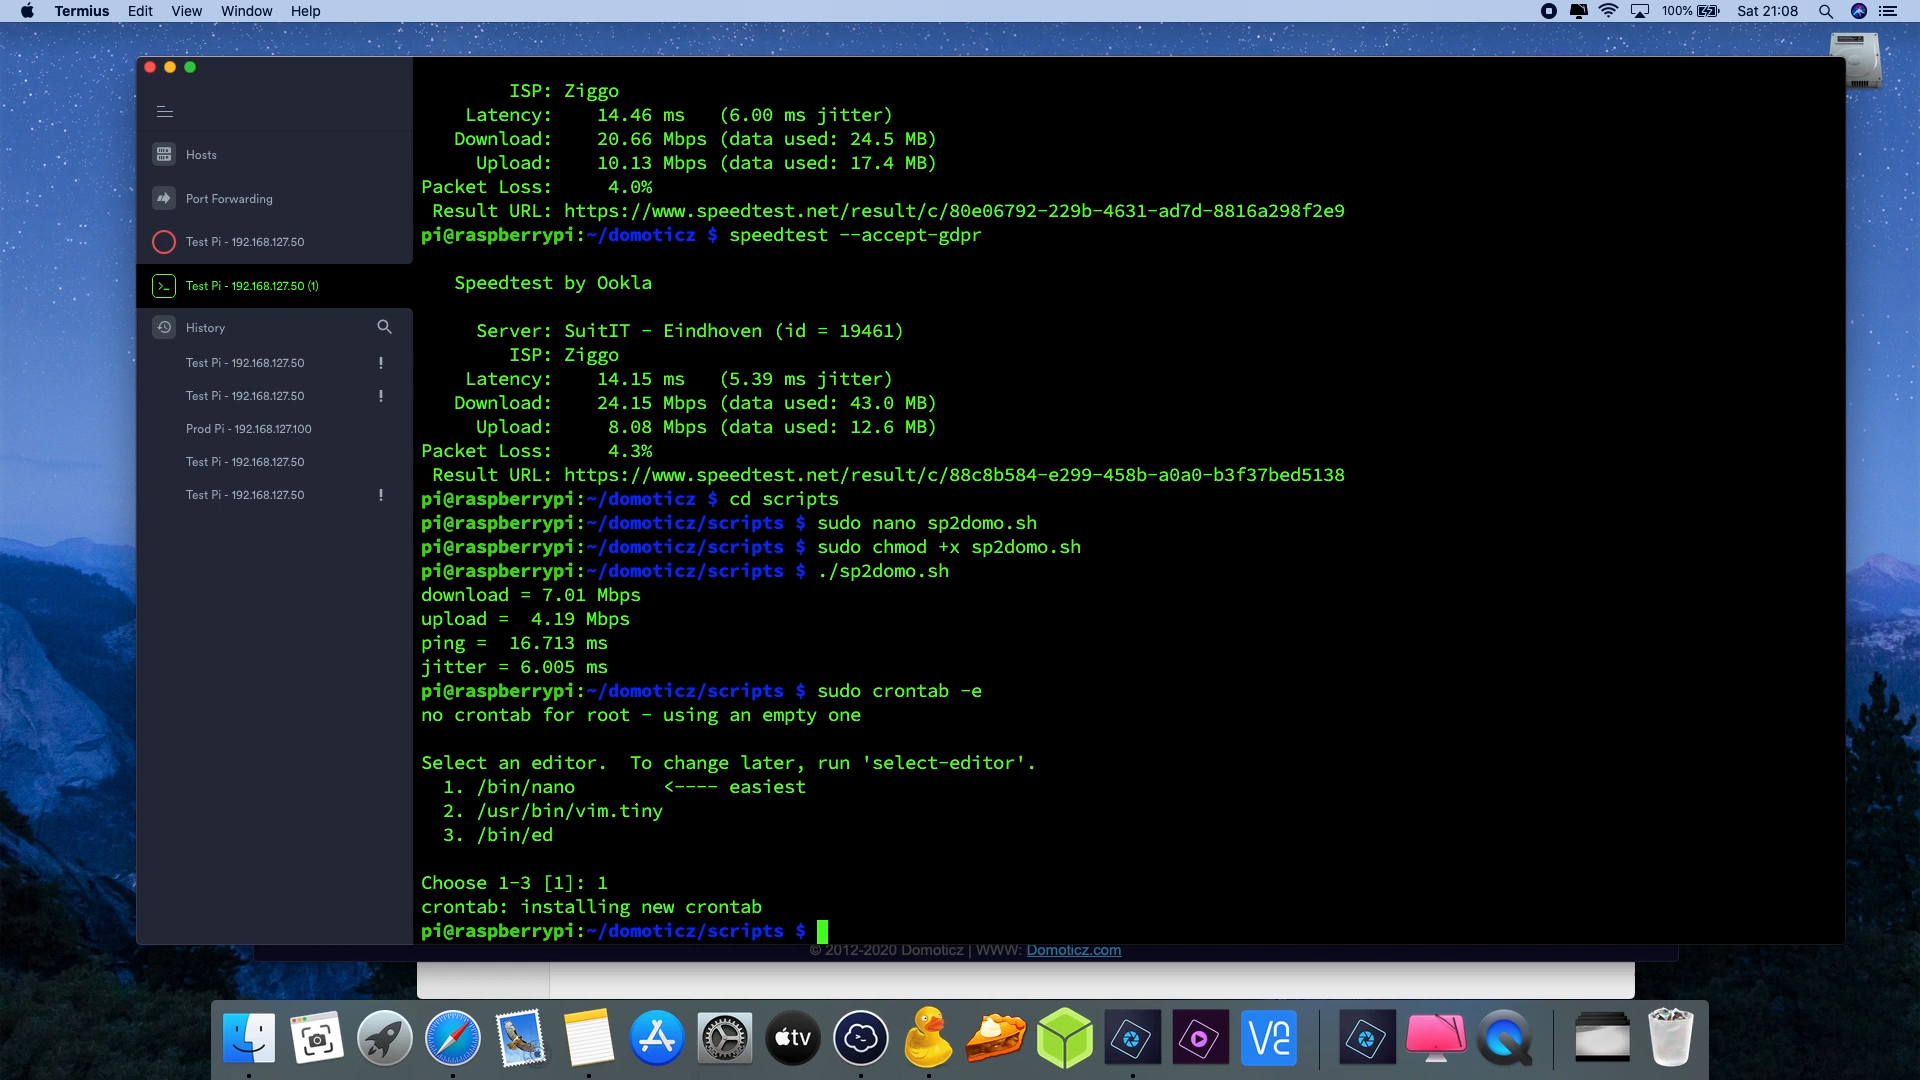 Termius Edit View Window Help 100% Sat 21:08
Hosts
Port Forwarding
Test Pi - 192.168.127.50
Test Pi - 192.168.127.50 (1)
History
Test Pi - 192.168.127.50 !
Test Pi - 192.168.127.50 !
Prod Pi - 192.168.127.100
Test Pi - 192.168.127.50
Test Pi - 192.168.127.50 !
ISP: Ziggo
Latency: 14.46 ms (6.00 ms jitter)
Download: 20.66 Mbps (data used: 24.5 MB)
Upload: 10.13 Mbps (data used: 17.4 MB)
Packet Loss: 4.0%
Result URL: https://www.speedtest.net/result/c/80e06792-229b-4631-ad7d-8816a298f2e9
pi@raspberrypi:~/domoticz $ speedtest --accept-gdpr
Speedtest by Ookla
Server: SuitIT - Eindhoven (id = 19461)
ISP: Ziggo
Latency: 14.15 ms (5.39 ms jitter)
Download: 24.15 Mbps (data used: 43.0 MB)
Upload: 8.08 Mbps (data used: 12.6 MB)
Packet Loss: 4.3%
Result URL: https://www.speedtest.net/result/c/88c8b584-e299-458b-a0a0-b3f37bed5138
pi@raspberrypi:~/domoticz $ cd scripts
pi@raspberrypi:~/domoticz/scripts $ sudo nano sp2domo.sh
pi@raspberrypi:~/domoticz/scripts $ sudo chmod +x sp2domo.sh
pi@raspberrypi:~/domoticz/scripts $ ./sp2domo.sh
download = 7.01 Mbps
upload = 4.19 Mbps
ping = 16.713 ms
jitter = 6.005 ms
pi@raspberrypi:~/domoticz/scripts $ sudo crontab -e
no crontab for root - using an empty one
Select an editor. To change later, run 'select-editor'.
1. /bin/nano <---- easiest
2. /usr/bin/vim.tiny
3. /bin/ed
Choose 1-3 [1]: 1
crontab: installing new crontab
pi@raspberrypi:~/domoticz/scripts $
© 2012-2020 Domoticz | WWW: Domoticz.com
tv